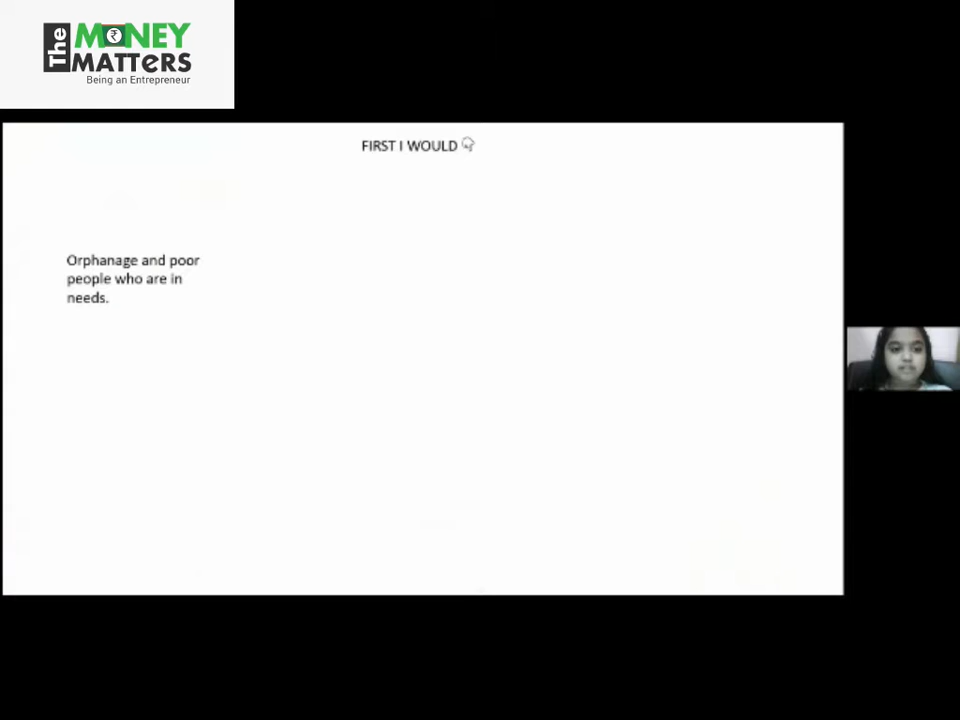 The MONEY
MATTERS
Being an Entrepreneur
FIRST I WOULD
Orphanage and poor
people who are in
needs.